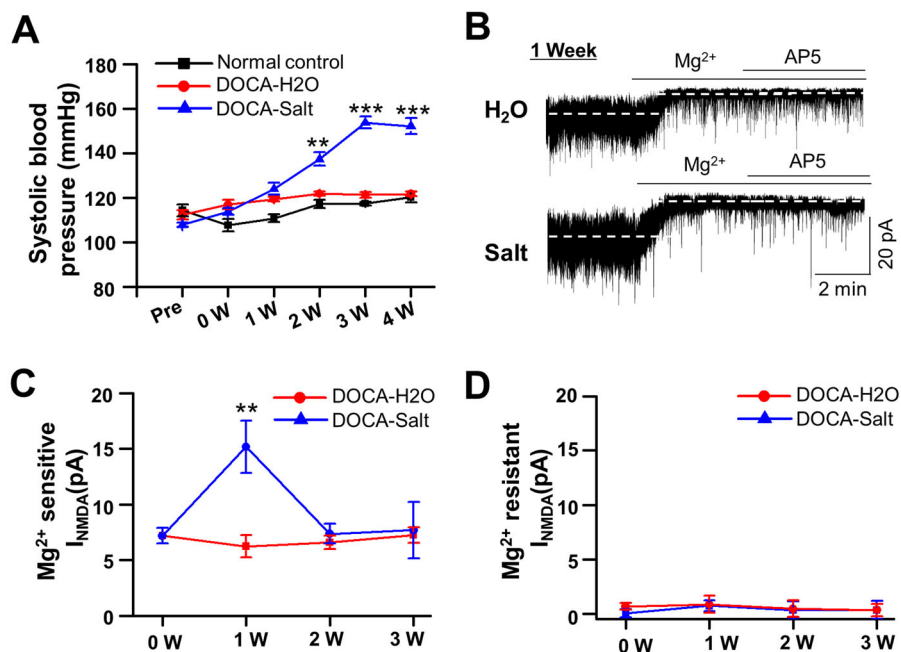 A
Normal control
DOCA-H2O
DOCA-Salt
Systolic blood
pressure (mmHg)
180
160
140
120
100
80
**
***
***
Pre
0 W
1 W
2 W
3 W
4 W
B
1 Week
Mg²⁺
AP5
H₂O
Mg²⁺
AP5
Salt
20 pA
2 min
C
DOCA-H2O
DOCA-Salt
Mg²⁺ sensitive
I_NMDA(pA)
20
15
10
5
0
**
0 W
1 W
2 W
3 W
D
DOCA-H2O
DOCA-Salt
Mg²⁺ resistant
I_NMDA(pA)
20
15
10
5
0
0 W
1 W
2 W
3 W